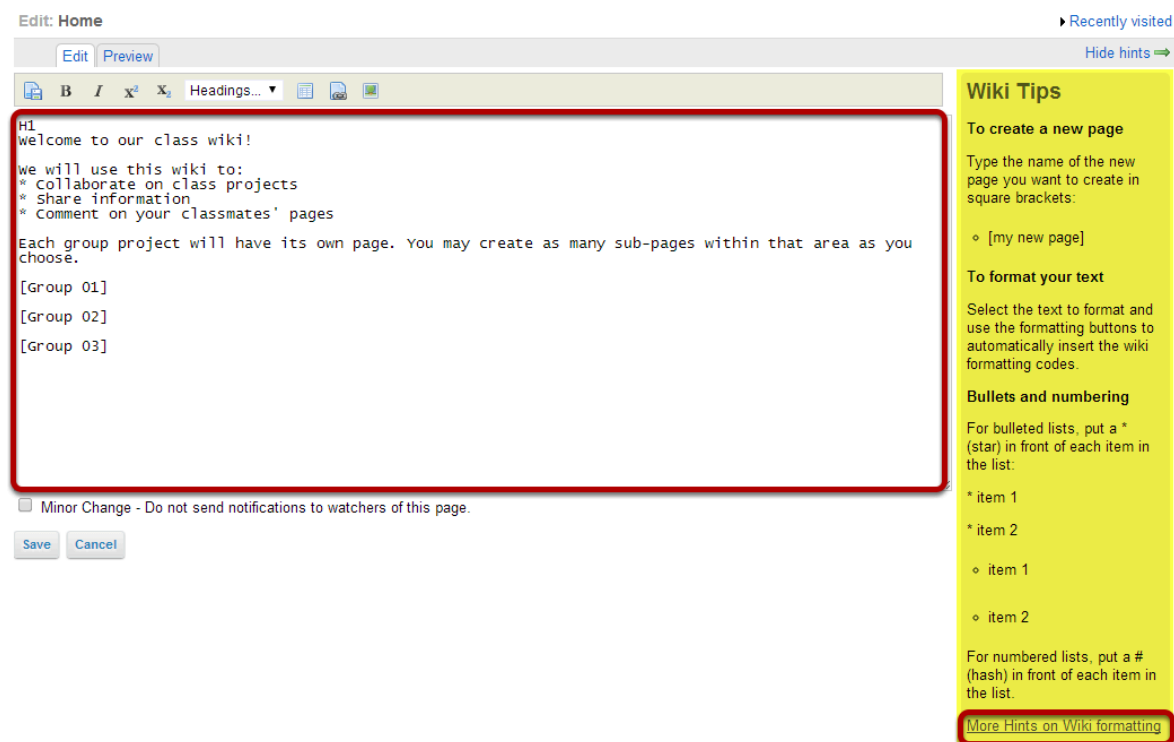 Edit: Home
Recently visited
Edit Preview
Hide hints
B I X² X₂ Headings...
H1
Welcome to our class wiki!
We will use this wiki to:
* Collaborate on class projects
* Share information
* Comment on your classmates' pages
Each group project will have its own page. You may create as many sub-pages within that area as you
choose.
[Group 01]
[Group 02]
[Group 03]
Minor Change - Do not send notifications to watchers of this page.
Save Cancel
Wiki Tips
To create a new page
Type the name of the new
page you want to create in
square brackets:
[my new page]
To format your text
Select the text to format and
use the formatting buttons to
automatically insert the wiki
formatting codes.
Bullets and numbering
For bulleted lists, put a *
(star) in front of each item in
the list:
* item 1
* item 2
item 1
item 2
For numbered lists, put a #
(hash) in front of each item in
the list.
More Hints on Wiki formatting